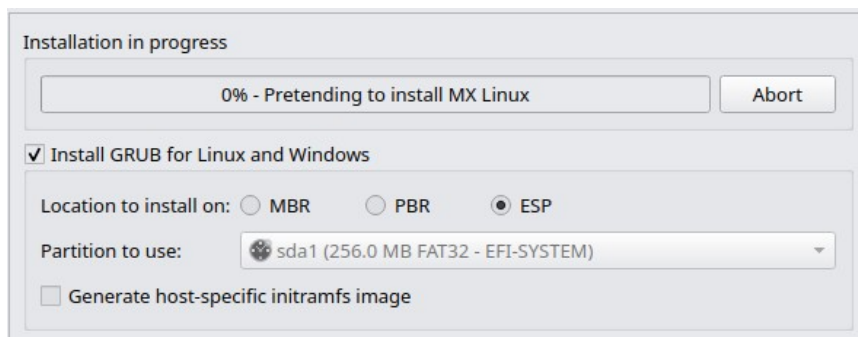 Installation in progress
0% - Pretending to install MX Linux
Abort
Install GRUB for Linux and Windows
Location to install on: MBR PBR ESP
Partition to use: sda1 (256.0 MB FAT32 - EFI-SYSTEM)
Generate host-specific initramfs image